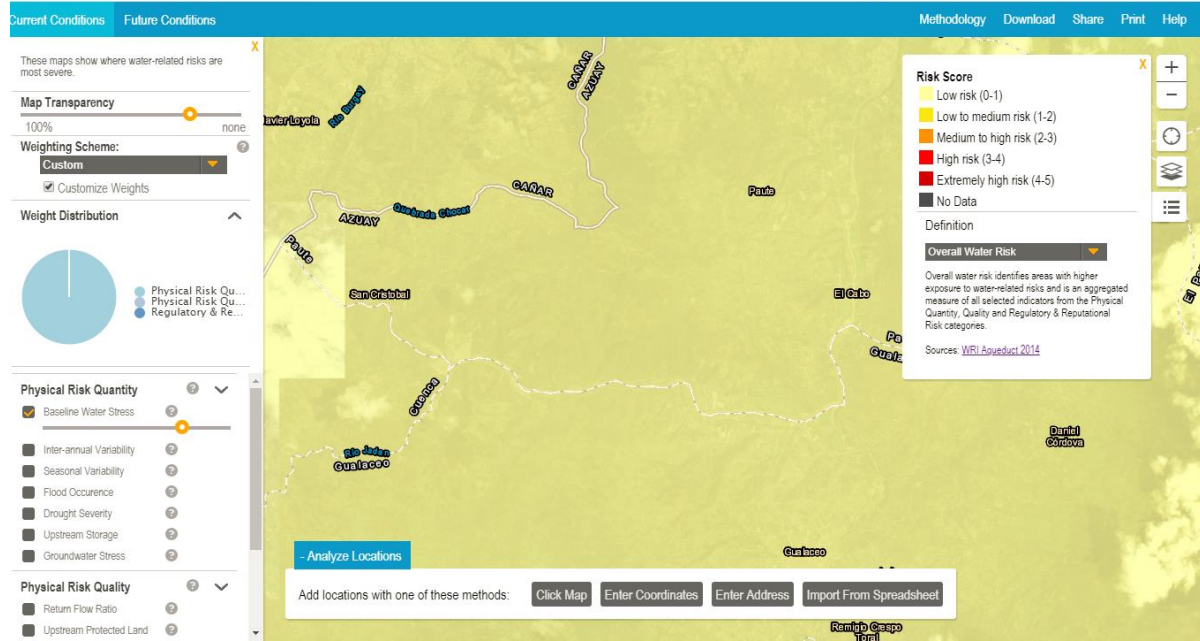 Current Conditions
Future Conditions
Methodology
Download
Share
Print
Help
X
These maps show where water-related risks are
most severe.
Map Transparency
100%
none
Weighting Scheme:
?
Custom
Customize Weights
Weight Distribution
Physical Risk Qu...
Physical Risk Qu...
Regulatory & Re...
Physical Risk Quantity
?
Baseline Water Stress
?
Inter-annual Variability
?
Seasonal Variability
?
Flood Occurence
?
Drought Severity
?
Upstream Storage
?
Groundwater Stress
?
Physical Risk Quality
?
Return Flow Ratio
?
Upstream Protected Land
?
Javier Loyola
Rio Burgay
CAÑAR
AZUAY
CAÑAR
Quebrada Chocar
AZUAY
Paute
Paute
San Cristobal
El Cabo
Cuenca
Rio Jadan
Gualaceo
Pa
Guala
El P
Daniel
Córdova
Gualaceo
Remigio Crespo
Toral
X
Risk Score
Low risk (0-1)
Low to medium risk (1-2)
Medium to high risk (2-3)
High risk (3-4)
Extremely high risk (4-5)
No Data
Definition
Overall Water Risk
Overall water risk identifies areas with higher
exposure to water-related risks and is an aggregated
measure of all selected indicators from the Physical
Quantity, Quality and Regulatory & Reputational
Risk categories.
Sources: WRI Aqueduct 2014
+
−
- Analyze Locations
Add locations with one of these methods:
Click Map
Enter Coordinates
Enter Address
Import From Spreadsheet